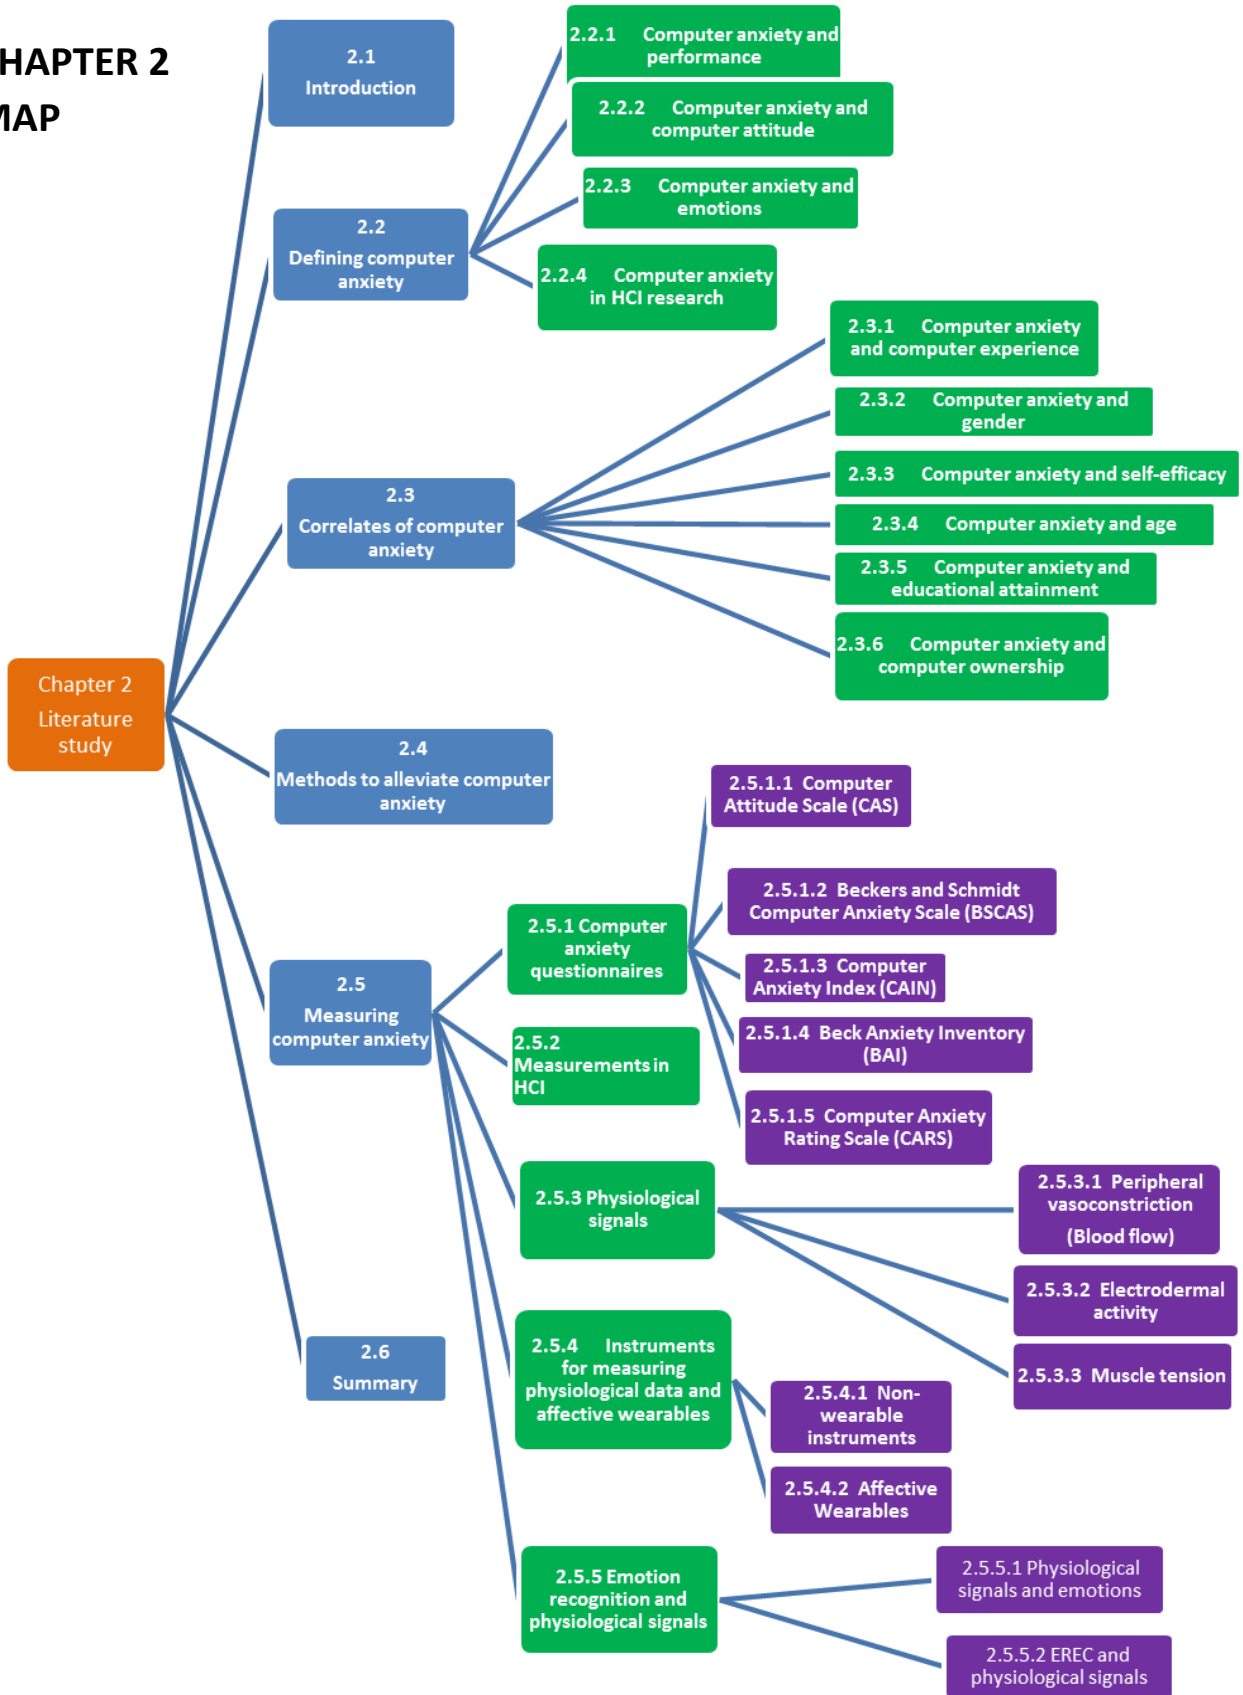 HAPTER 2
MAP
2.1
Introduction
2.2.1 Computer anxiety and
performance
2.2.2 Computer anxiety and
computer attitude
2.2.3 Computer anxiety and
emotions
2.2
Defining computer
anxiety
2.2.4 Computer anxiety
in HCI research
2.3.1 Computer anxiety
and computer experience
2.3.2 Computer anxiety and
gender
2.3.3 Computer anxiety and self-efficacy
2.3
Correlates of computer
anxiety
2.3.4 Computer anxiety and age
2.3.5 Computer anxiety and
educational attainment
2.3.6 Computer anxiety and
computer ownership
Chapter 2
Literature
study
2.4
Methods to alleviate computer
anxiety
2.5.1.1 Computer
Attitude Scale (CAS)
2.5.1.2 Beckers and Schmidt
Computer Anxiety Scale (BSCAS)
2.5.1 Computer
anxiety
questionnaires
2.5.1.3 Computer
Anxiety Index (CAIN)
2.5
Measuring
computer anxiety
2.5.1.4 Beck Anxiety Inventory
(BAI)
2.5.2
Measurements in
HCI
2.5.1.5 Computer Anxiety
Rating Scale (CARS)
2.5.3 Physiological
signals
2.5.3.1 Peripheral
vasoconstriction
(Blood flow)
2.5.3.2 Electrodermal
activity
2.5.3.3 Muscle tension
2.6
Summary
2.5.4 Instruments
for measuring
physiological data and
affective wearables
2.5.4.1 Non-
wearable
instruments
2.5.4.2 Affective
Wearables
2.5.5 Emotion
recognition and
physiological signals
2.5.5.1 Physiological
signals and emotions
2.5.5.2 EREC and
physiological signals